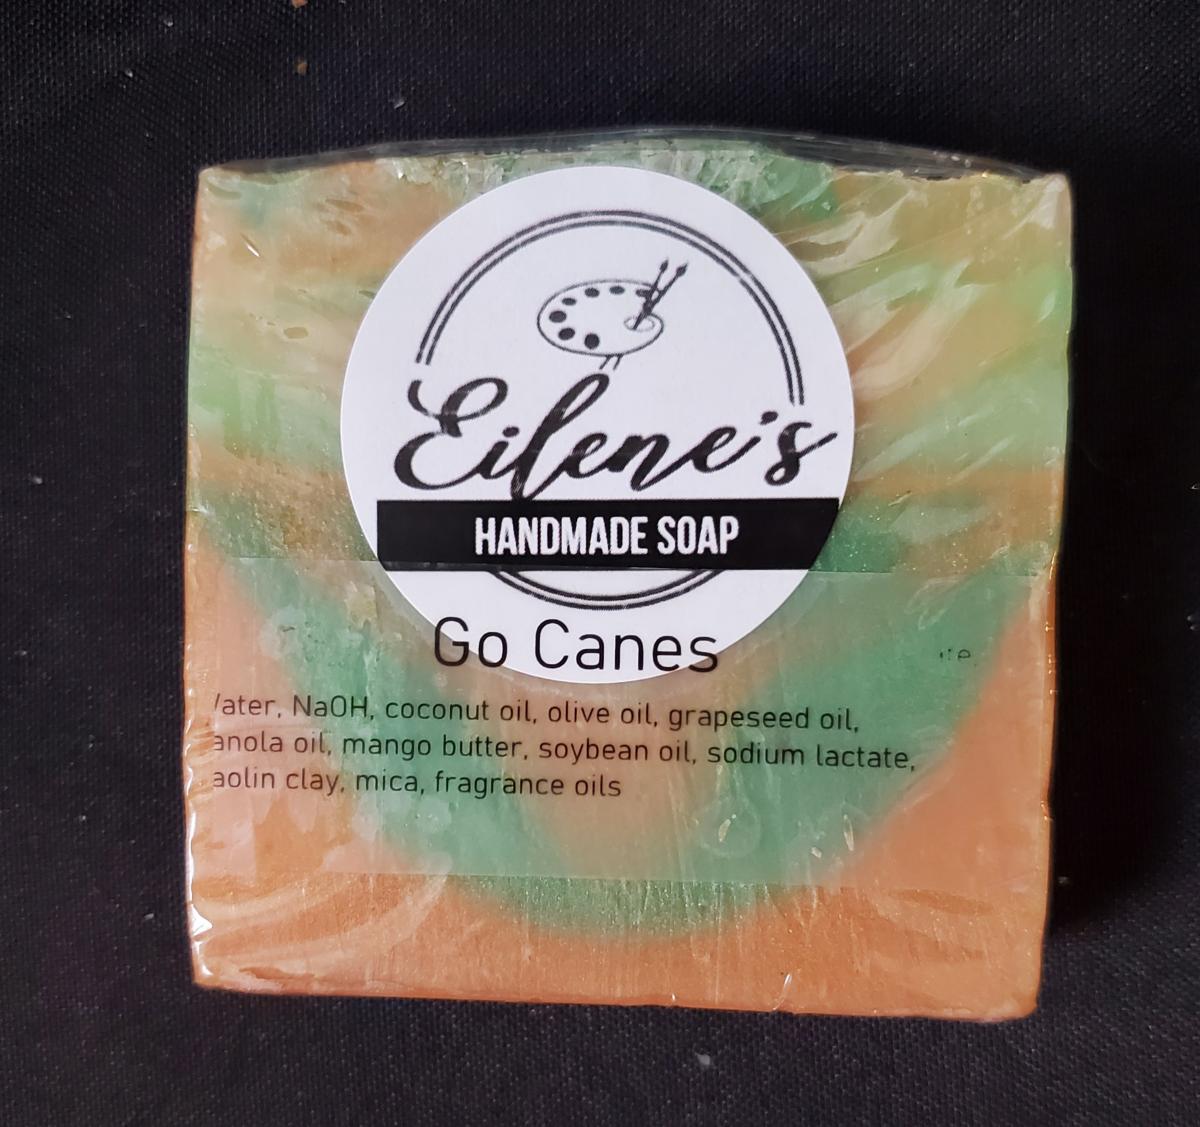 Eilene's
HANDMADE SOAP
Go Canes
ater, NaOH, coconut oil, olive oil, grapeseed oil,
anola oil, mango butter, soybean oil, sodium lactate,
aolin clay, mica, fragrance oils